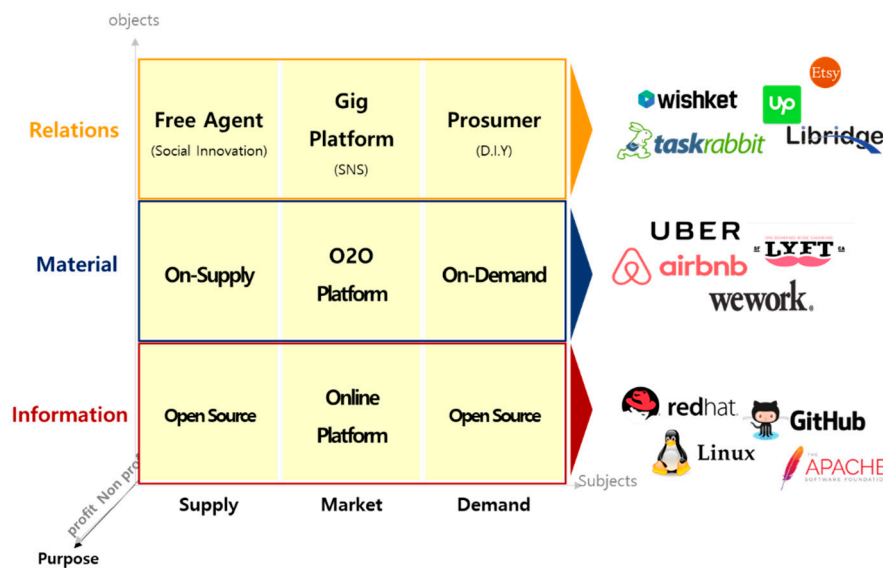 objects
Relations
Free Agent
(Social Innovation)
Gig
Platform
(SNS)
Prosumer
(D.I.Y)
Etsy
wishket
Up
taskrabbit
Libridge
Material
On-Supply
O2O
Platform
On-Demand
UBER
LYFT
airbnb
wework.
Information
Open Source
Online
Platform
Open Source
redhat.
GitHub
Linux
THE
APACHE
SOFTWARE FOUNDATION
profit Non prof
Subjects
Supply
Market
Demand
Purpose